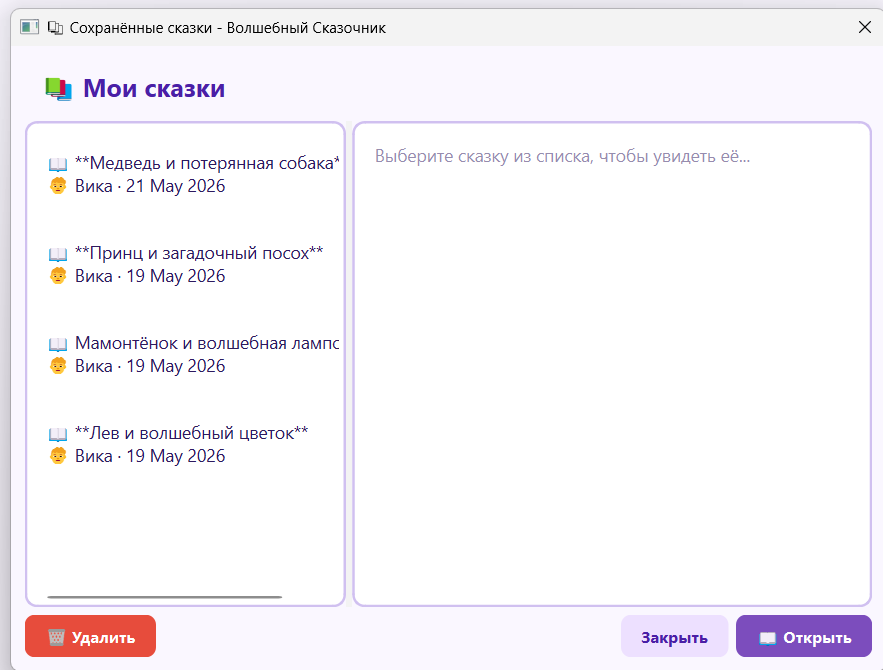 Сохранённые сказки - Волшебный Сказочник
Мои сказки
**Медведь и потерянная собака*
Вика · 21 May 2026
**Принц и загадочный посох**
Вика · 19 May 2026
Мамонтёнок и волшебная лампо
Вика · 19 May 2026
**Лев и волшебный цветок**
Вика · 19 May 2026
Выберите сказку из списка, чтобы увидеть её...
Удалить
Закрыть
Открыть